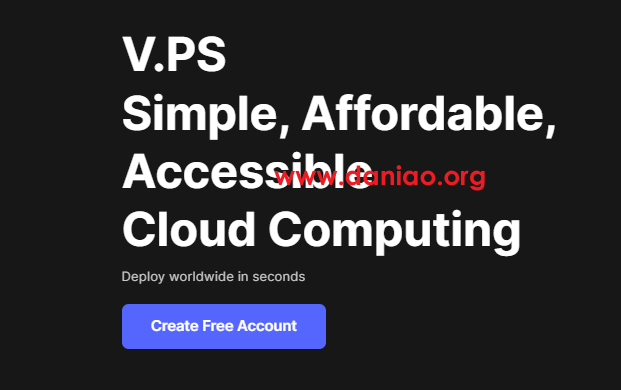 V.PS
Simple, Affordable,
Accessible
www.daniao.org
Cloud Computing
Deploy worldwide in seconds
Create Free Account